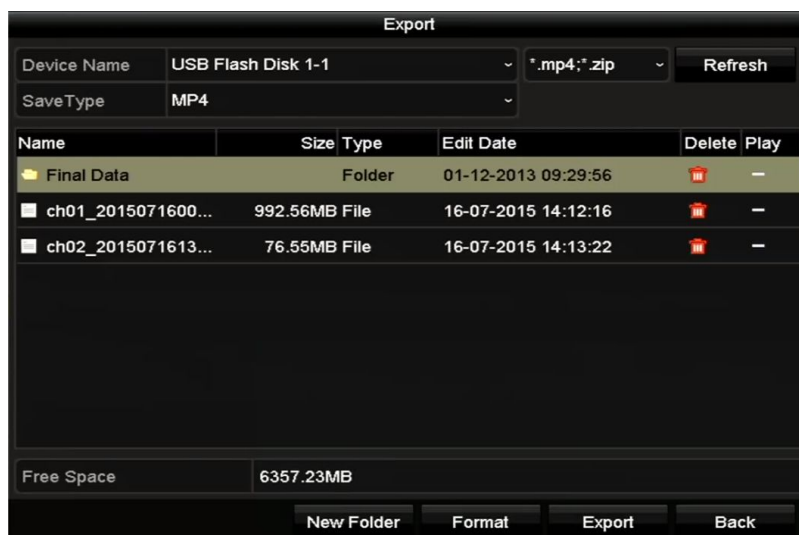 Export
Device Name USB Flash Disk 1-1 *.mp4;*.zip Refresh
SaveType MP4
Name Size Type Edit Date Delete Play
Final Data Folder 01-12-2013 09:29:56 –
ch01_2015071600... 992.56MB File 16-07-2015 14:12:16 –
ch02_2015071613... 76.55MB File 16-07-2015 14:13:22 –
Free Space 6357.23MB
New Folder Format Export Back